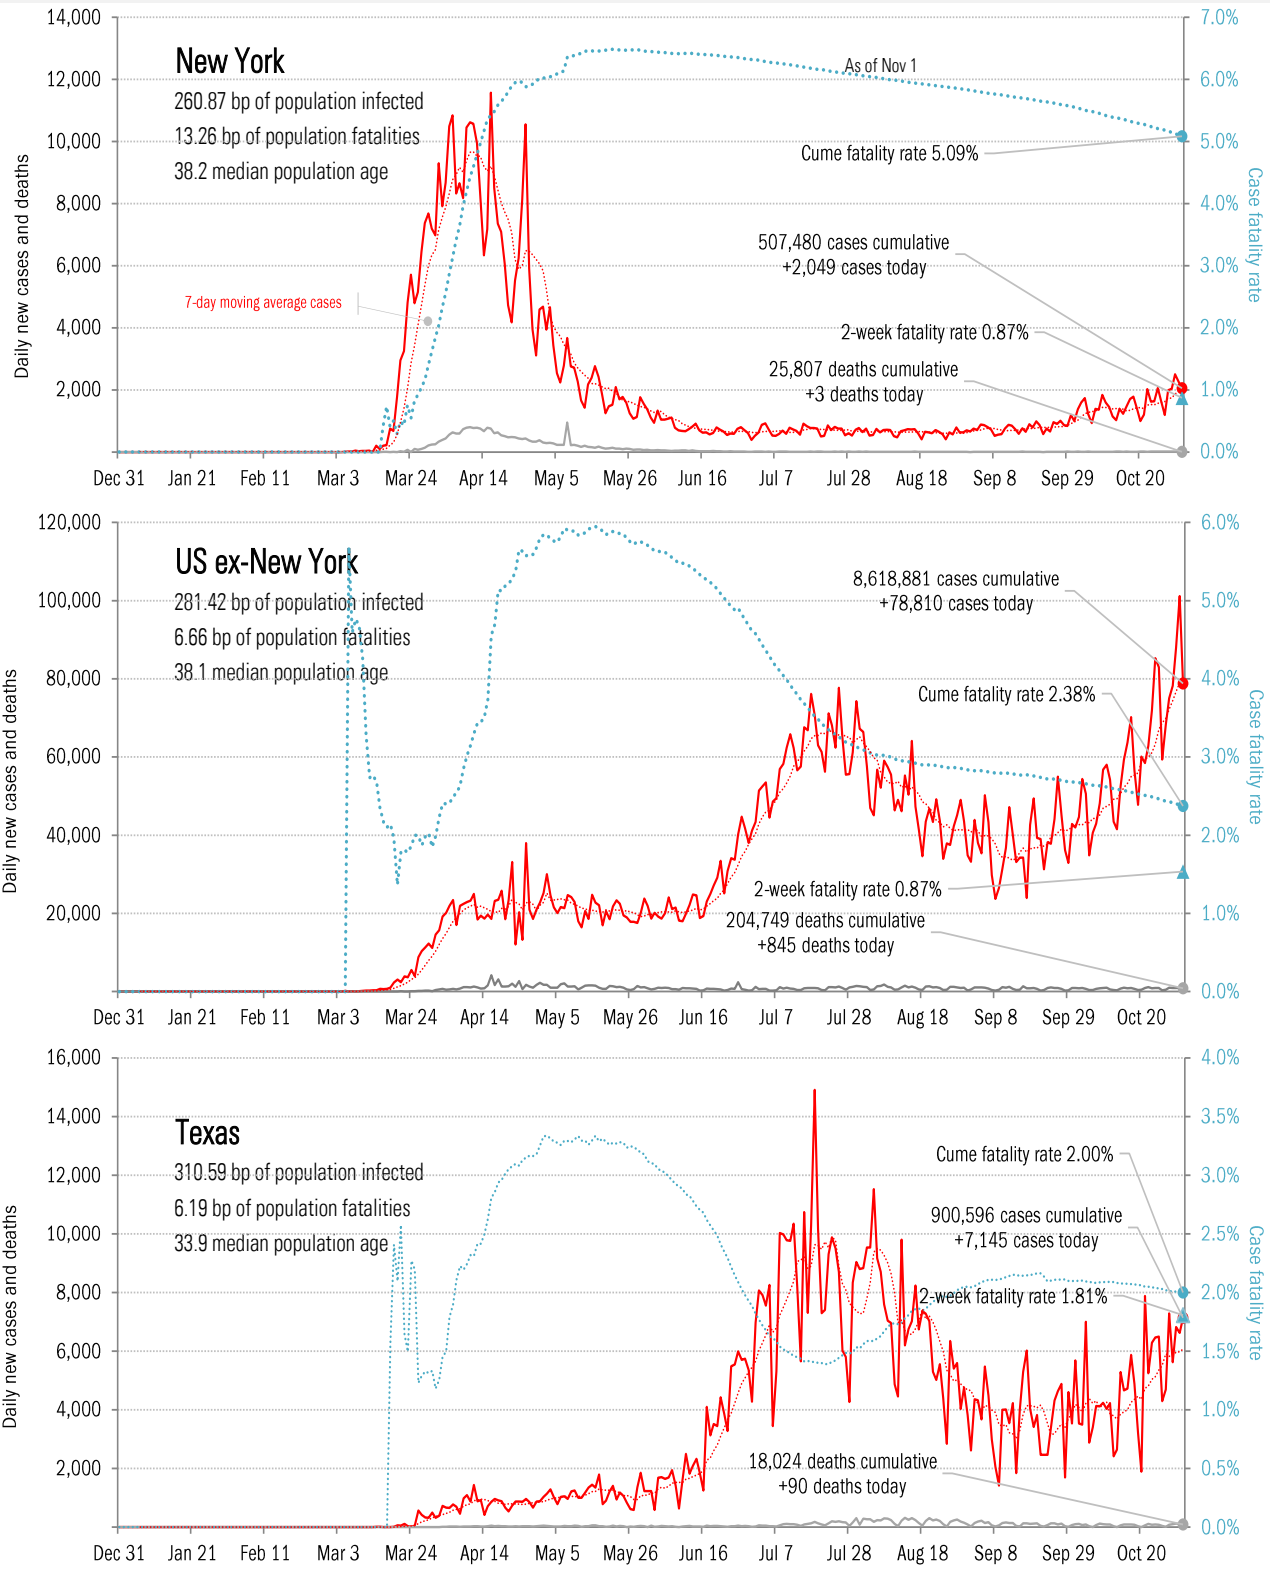 14,000
12,000
10,000
8,000
6,000
4,000
2,000
7.0%
6.0%
5.0%
4.0%
3.0%
2.0%
1.0%
0.0%
Daily new cases and deaths
Case fatality rate
New York
260.87 bp of population infected
13.26 bp of population fatalities
38.2 median population age
7-day moving average cases
As of Nov 1
Cume fatality rate 5.09%
507,480 cases cumulative
+2,049 cases today
2-week fatality rate 0.87%
25,807 deaths cumulative
+3 deaths today
Dec 31 Jan 21 Feb 11 Mar 3 Mar 24 Apr 14 May 5 May 26 Jun 16 Jul 7 Jul 28 Aug 18 Sep 8 Sep 29 Oct 20
120,000
100,000
80,000
60,000
40,000
20,000
6.0%
5.0%
4.0%
3.0%
2.0%
1.0%
0.0%
Daily new cases and deaths
Case fatality rate
US ex-New York
281.42 bp of population infected
6.66 bp of population fatalities
38.1 median population age
8,618,881 cases cumulative
+78,810 cases today
Cume fatality rate 2.38%
2-week fatality rate 0.87%
204,749 deaths cumulative
+845 deaths today
Dec 31 Jan 21 Feb 11 Mar 3 Mar 24 Apr 14 May 5 May 26 Jun 16 Jul 7 Jul 28 Aug 18 Sep 8 Sep 29 Oct 20
16,000
14,000
12,000
10,000
8,000
6,000
4,000
2,000
4.0%
3.5%
3.0%
2.5%
2.0%
1.5%
1.0%
0.5%
0.0%
Daily new cases and deaths
Case fatality rate
Texas
310.59 bp of population infected
6.19 bp of population fatalities
33.9 median population age
Cume fatality rate 2.00%
900,596 cases cumulative
+7,145 cases today
2-week fatality rate 1.81%
18,024 deaths cumulative
+90 deaths today
Dec 31 Jan 21 Feb 11 Mar 3 Mar 24 Apr 14 May 5 May 26 Jun 16 Jul 7 Jul 28 Aug 18 Sep 8 Sep 29 Oct 20